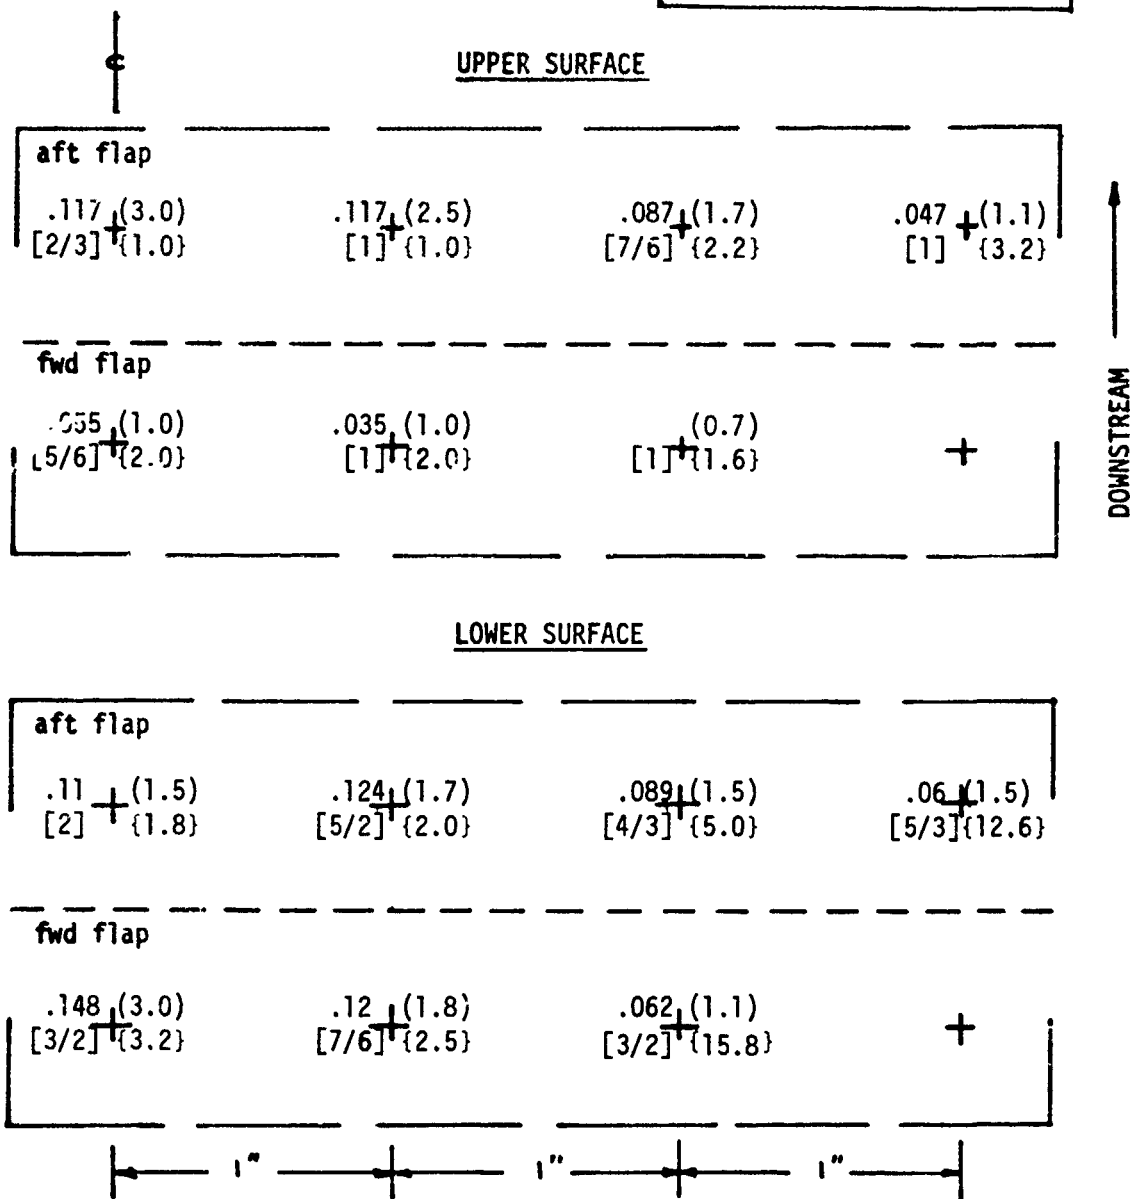 ℄
UPPER SURFACE
aft flap
.117 (3.0) .117 (2.5) .087 (1.7) .047 (1.1)
[2/3] {1.0} [1] {1.0} [7/6] {2.2} [1] {3.2}
fwd flap
(1.0) .035 (1.0) (0.7)
[5/6] {2.0} [1] {2.0} [1] {1.6}
DOWNSTREAM
LOWER SURFACE
aft flap
.11 (1.5) .124 (1.7) .089 (1.5) .06 (1.5)
[2] {1.8} [5/2] {2.0} [4/3] {5.0} [5/3] {12.6}
fwd flap
.148 (3.0) .12 (1.8) .062 (1.1)
[3/2] {3.2} [7/6] {2.5} [3/2] {15.8}
1" 1" 1"